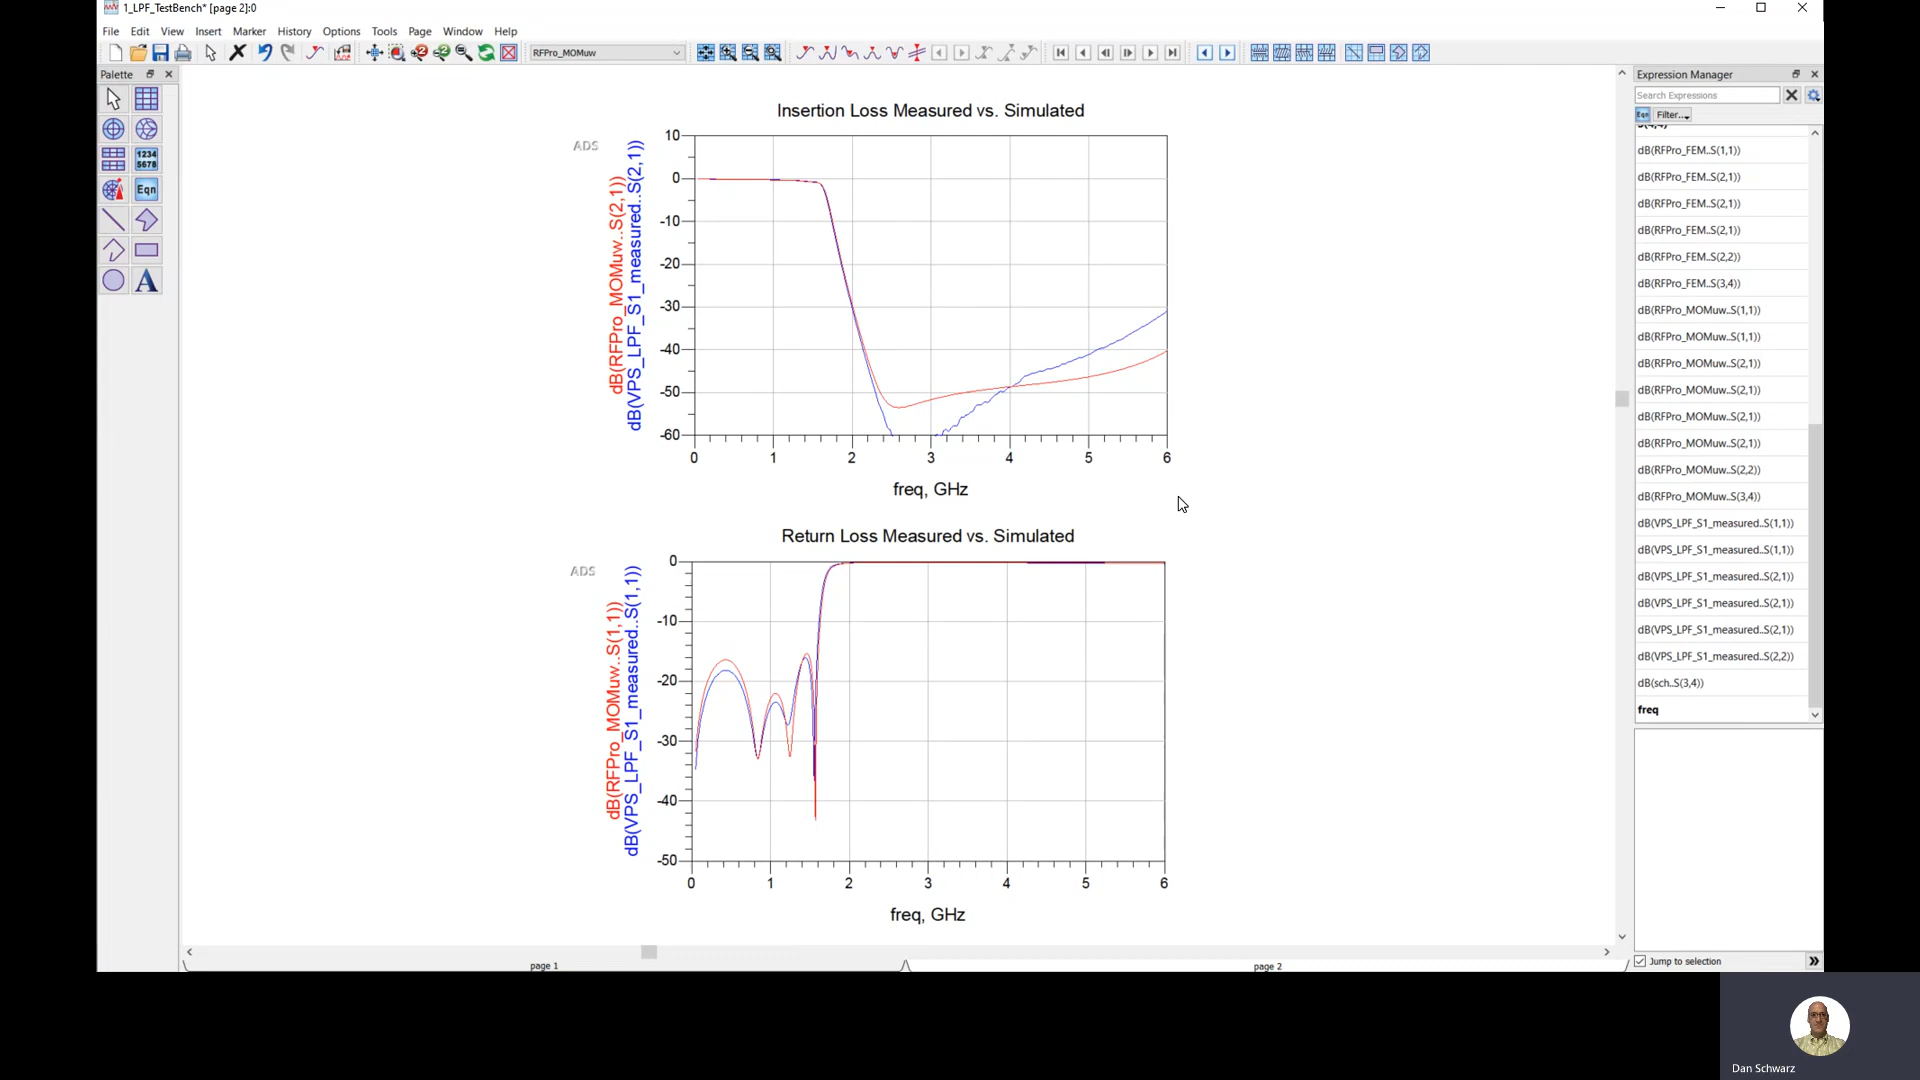 1_LPF_TestBench* [page 2]:0
File Edit View Insert Marker History Options Tools Page Window Help
RFPro_MOMuw
Palette
1234
5678
Eqn
Insertion Loss Measured vs. Simulated
ADS
dB(RFPro_MOMuw..S(2,1))
dB(VPS_LPF_S1_measured..S(2,1))
10
0
-10
-20
-30
-40
-50
-60
0 1 2 3 4 5 6
freq, GHz
Return Loss Measured vs. Simulated
ADS
dB(RFPro_MOMuw..S(1,1))
dB(VPS_LPF_S1_measured..S(1,1))
0
-10
-20
-30
-40
-50
0 1 2 3 4 5 6
freq, GHz
page 1
page 2
Expression Manager
Search Expressions
Eqn Filter...
S(4,4)
dB(RFPro_FEM..S(1,1))
dB(RFPro_FEM..S(2,1))
dB(RFPro_FEM..S(2,1))
dB(RFPro_FEM..S(2,1))
dB(RFPro_FEM..S(2,2))
dB(RFPro_FEM..S(3,4))
dB(RFPro_MOMuw..S(1,1))
dB(RFPro_MOMuw..S(1,1))
dB(RFPro_MOMuw..S(2,1))
dB(RFPro_MOMuw..S(2,1))
dB(RFPro_MOMuw..S(2,1))
dB(RFPro_MOMuw..S(2,1))
dB(RFPro_MOMuw..S(2,2))
dB(RFPro_MOMuw..S(3,4))
dB(VPS_LPF_S1_measured..S(1,1))
dB(VPS_LPF_S1_measured..S(1,1))
dB(VPS_LPF_S1_measured..S(2,1))
dB(VPS_LPF_S1_measured..S(2,1))
dB(VPS_LPF_S1_measured..S(2,1))
dB(VPS_LPF_S1_measured..S(2,2))
dB(sch..S(3,4))
freq
Jump to selection
Dan Schwarz